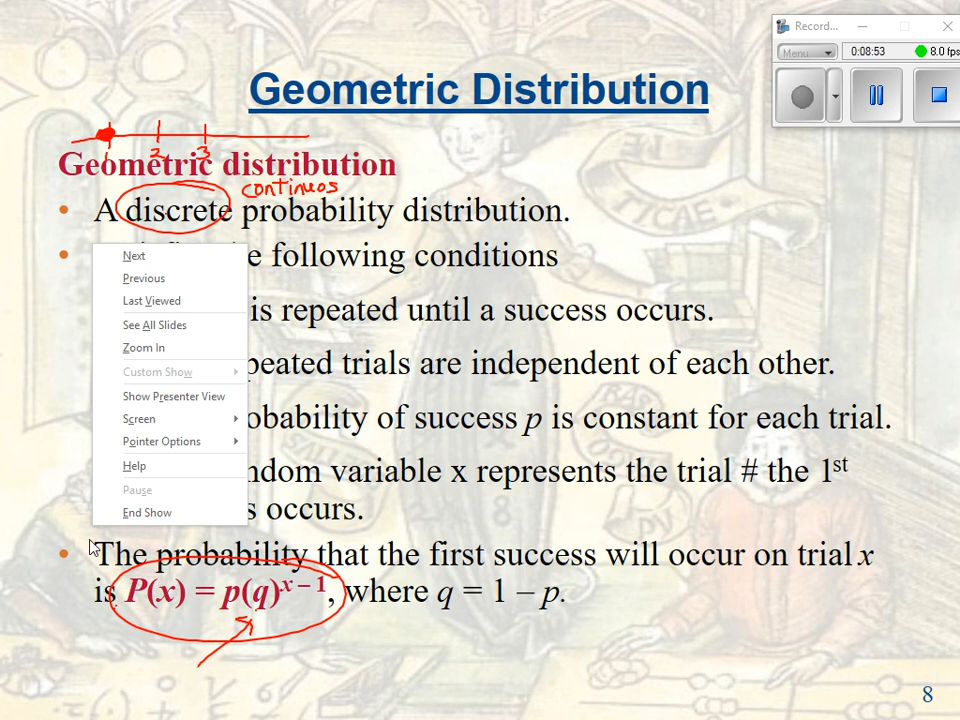 Record...
Menu
0:08:53
8.0 fps
Geometric Distribution
1 2 3
Geometric distribution
continuos
• A discrete probability distribution.
• e following conditions
is repeated until a success occurs.
peated trials are independent of each other.
obability of success p is constant for each trial.
ndom variable x represents the trial # the 1st
s occurs.
Next
Previous
Last Viewed
See All Slides
Zoom In
Custom Show
Show Presenter View
Screen
Pointer Options
Help
Pause
End Show
• The probability that the first success will occur on trial x
is P(x) = p(q)^x – 1, where q = 1 – p.
8